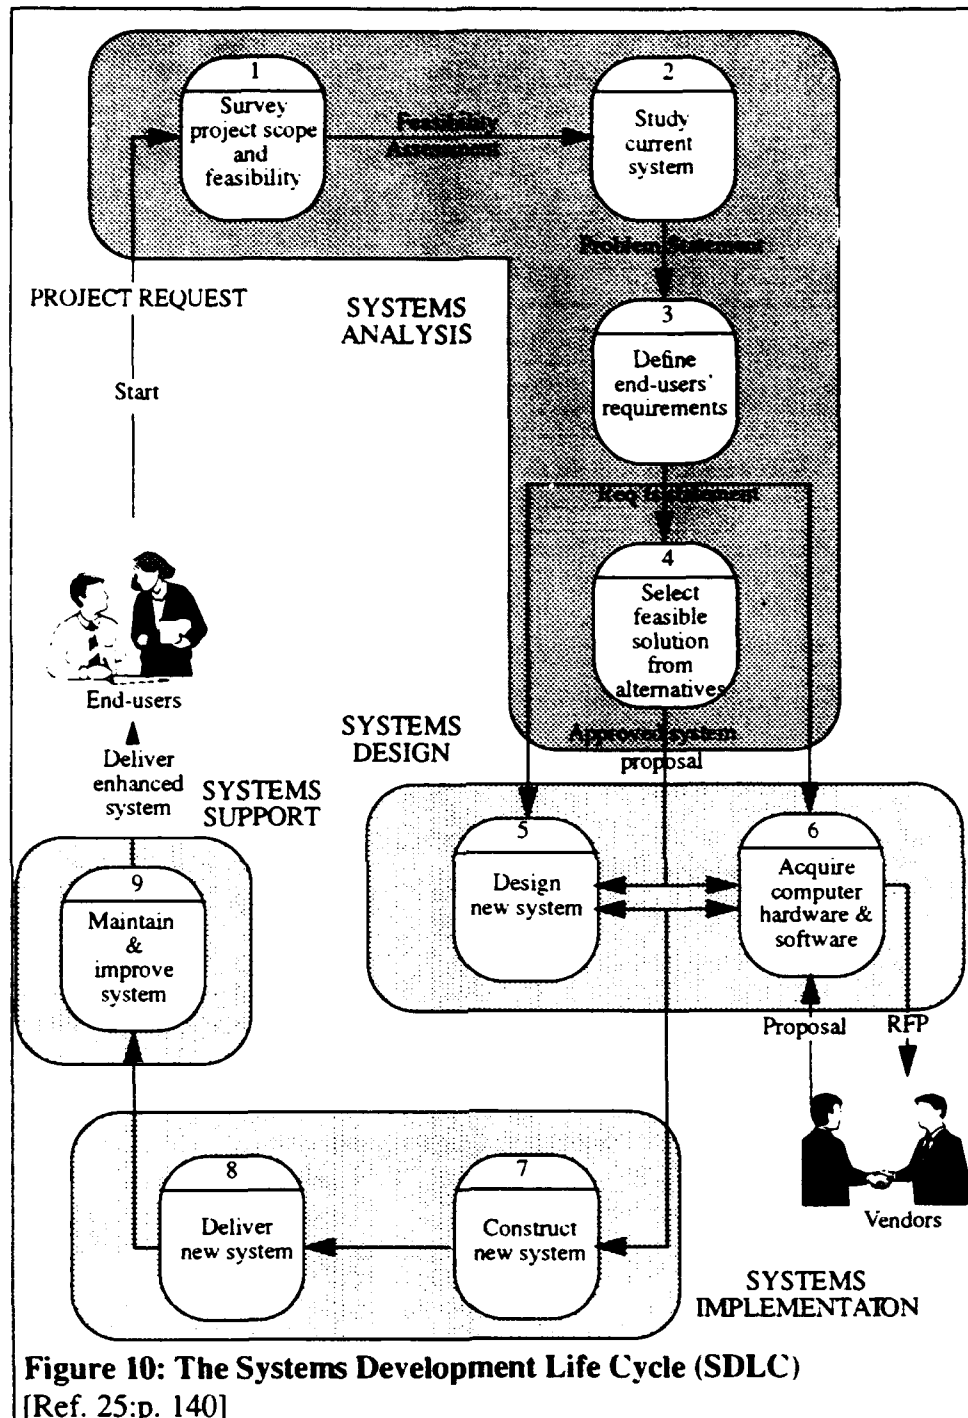 1
Survey
project scope
and
feasibility
Feasibility
Assessment
2
Study
current
system
Problem Statement
PROJECT REQUEST
SYSTEMS
ANALYSIS
3
Define
end-users'
requirements
Start
4
Select
feasible
solution
from
alternatives
End-users
SYSTEMS
DESIGN
Approved system
proposal
Deliver
enhanced
system
SYSTEMS
SUPPORT
5
Design
new system
6
Acquire
computer
hardware &
software
9
Maintain
&
improve
system
Proposal
RFP
Vendors
8
Deliver
new system
7
Construct
new system
SYSTEMS
IMPLEMENTATON
Figure 10: The Systems Development Life Cycle (SDLC)
[Ref. 25:p. 140]